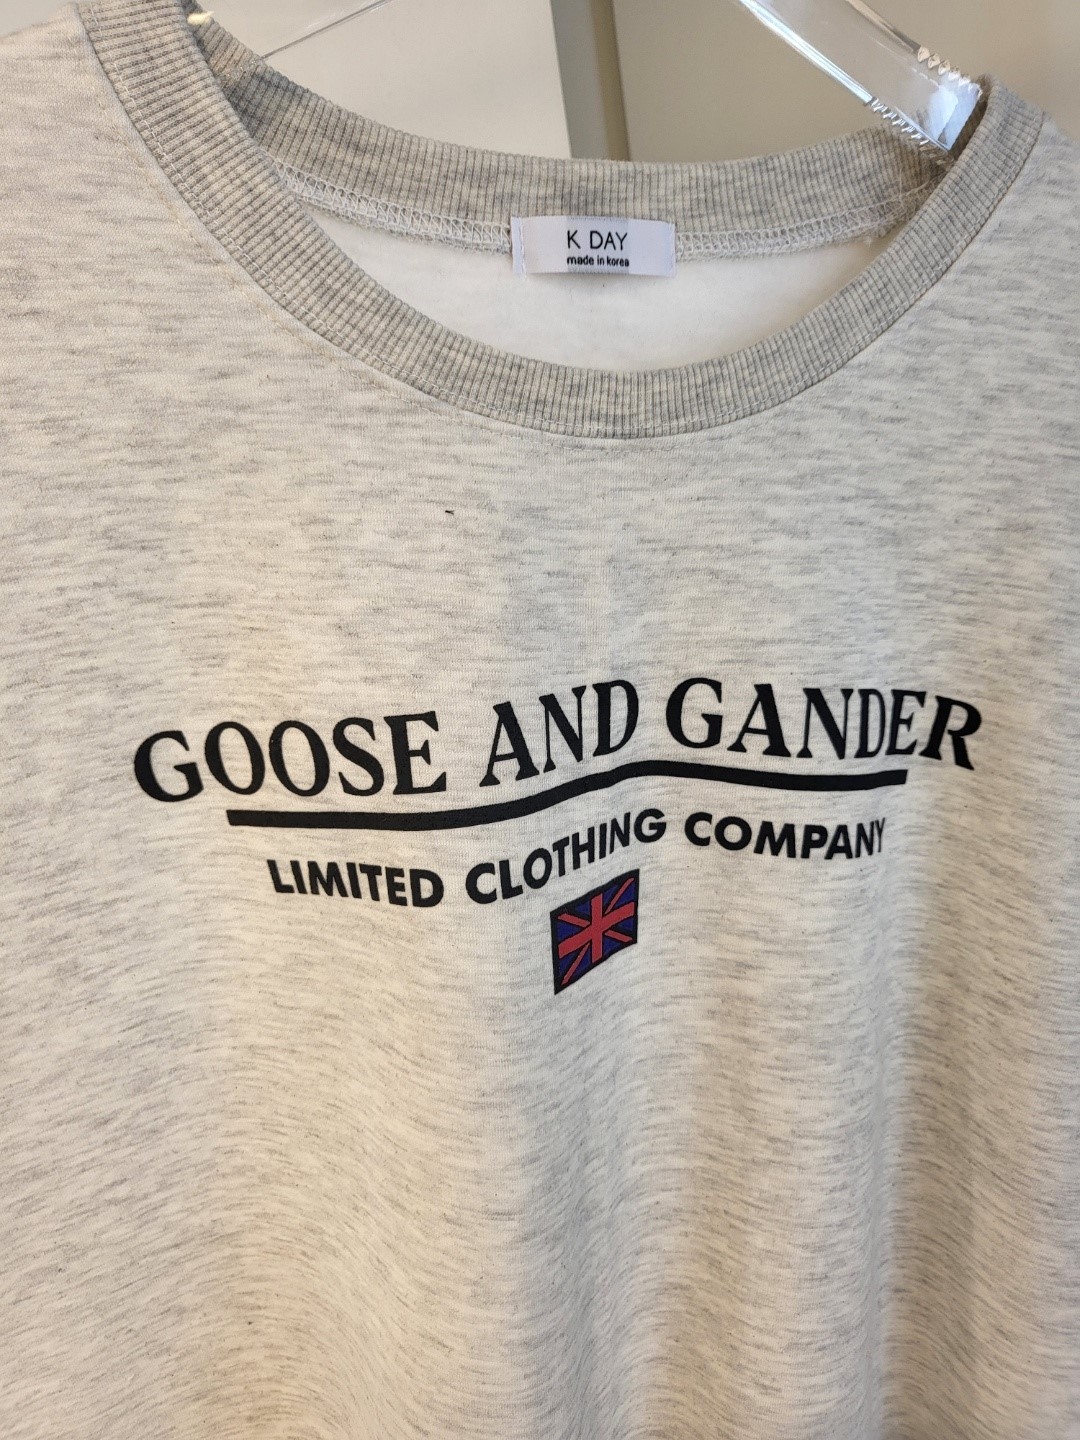 K DAY
made in korea
GOOSE AND GANDER
LIMITED CLOTHING COMPANY